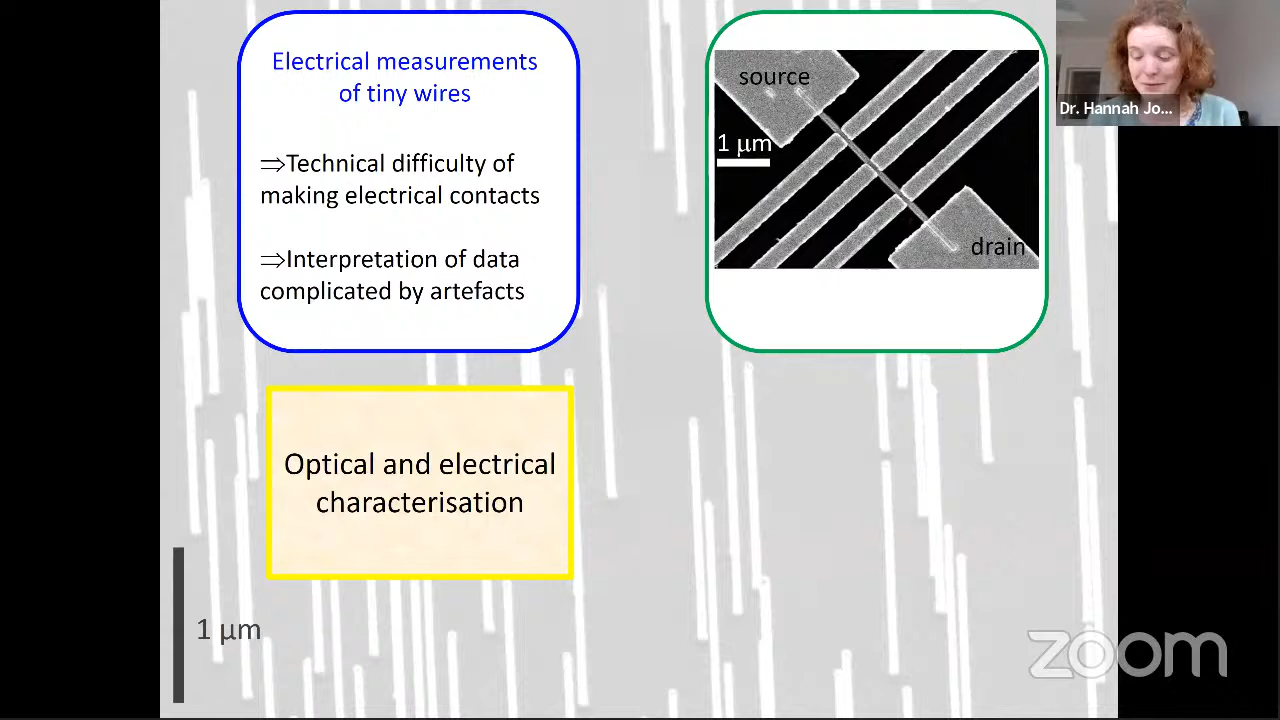 Electrical measurements
of tiny wires
⇒Technical difficulty of
making electrical contacts
⇒Interpretation of data
complicated by artefacts
source
1 μm
drain
Dr. Hannah Jo...
Optical and electrical
characterisation
1 μm
zoom